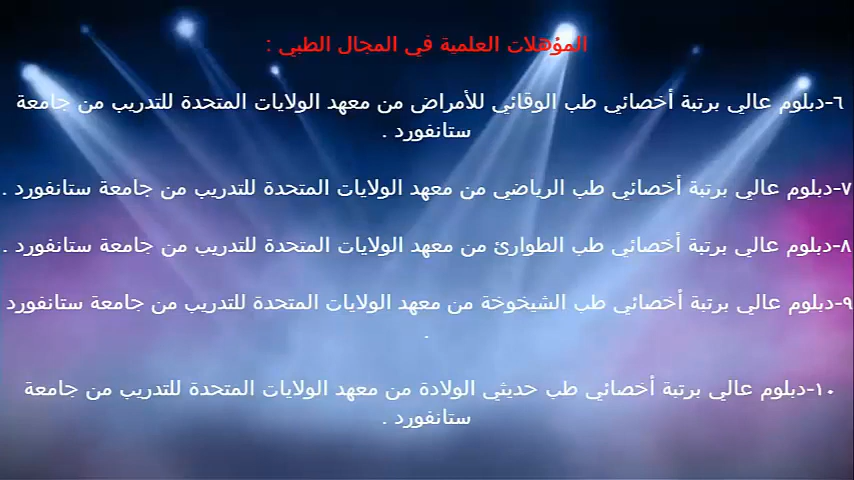 المؤهلات العلمية في المجال الطبي :
٦-دبلوم عالي برتبة أخصائي طب الوقائي للأمراض من معهد الولايات المتحدة للتدريب من جامعة
ستانفورد .
٧-دبلوم عالي برتبة أخصائي طب الرياضي من معهد الولايات المتحدة للتدريب من جامعة ستانفورد .
٨-دبلوم عالي برتبة أخصائي طب الطوارئ من معهد الولايات المتحدة للتدريب من جامعة ستانفورد .
٩-دبلوم عالي برتبة أخصائي طب الشيخوخة من معهد الولايات المتحدة للتدريب من جامعة ستانفورد
.
١٠-دبلوم عالي برتبة أخصائي طب حديثي الولادة من معهد الولايات المتحدة للتدريب من جامعة
ستانفورد .